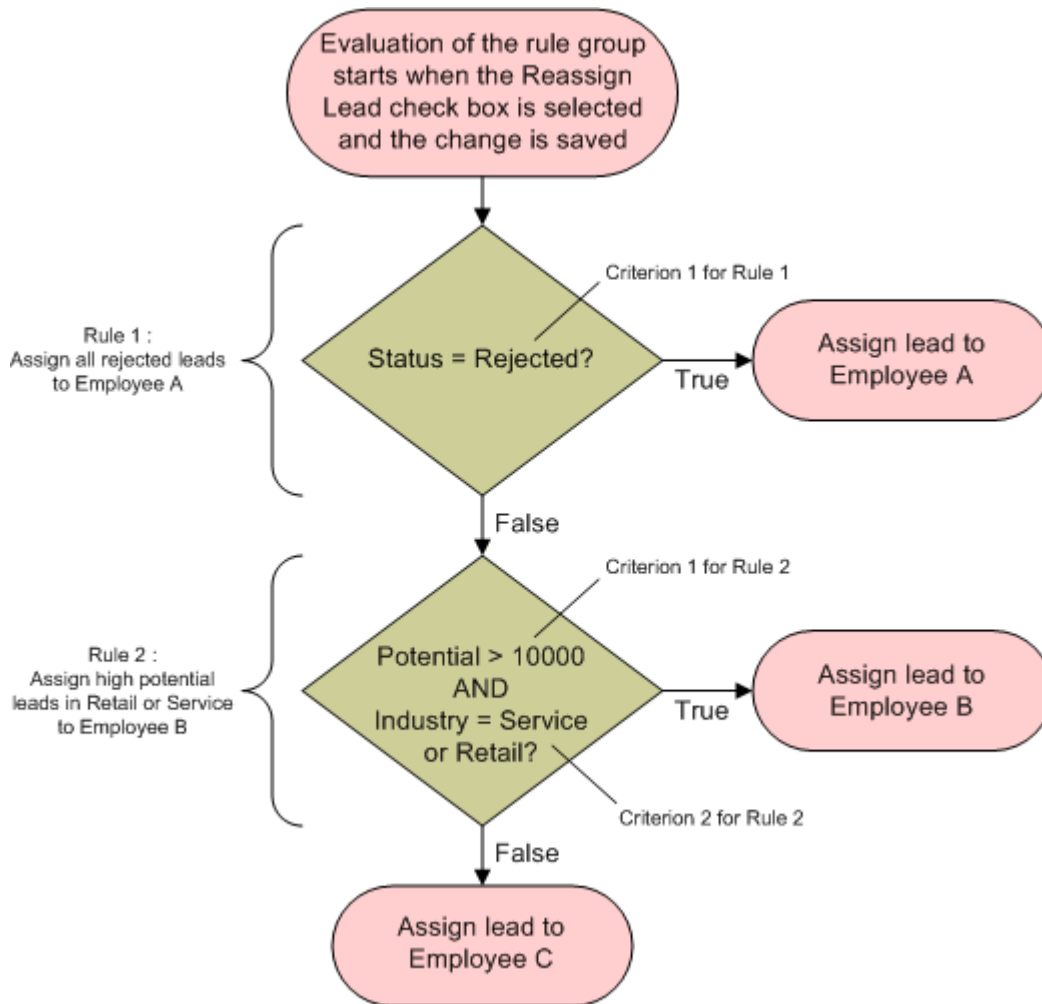 Evaluation of the rule group
starts when the Reassign
Lead check box is selected
and the change is saved
Criterion 1 for Rule 1
Rule 1 :
Assign all rejected leads
to Employee A
Status = Rejected?
True
Assign lead to
Employee A
False
Criterion 1 for Rule 2
Rule 2 :
Assign high potential
leads in Retail or Service
to Employee B
Potential > 10000
AND
Industry = Service
or Retail?
True
Assign lead to
Employee B
Criterion 2 for Rule 2
False
Assign lead to
Employee C